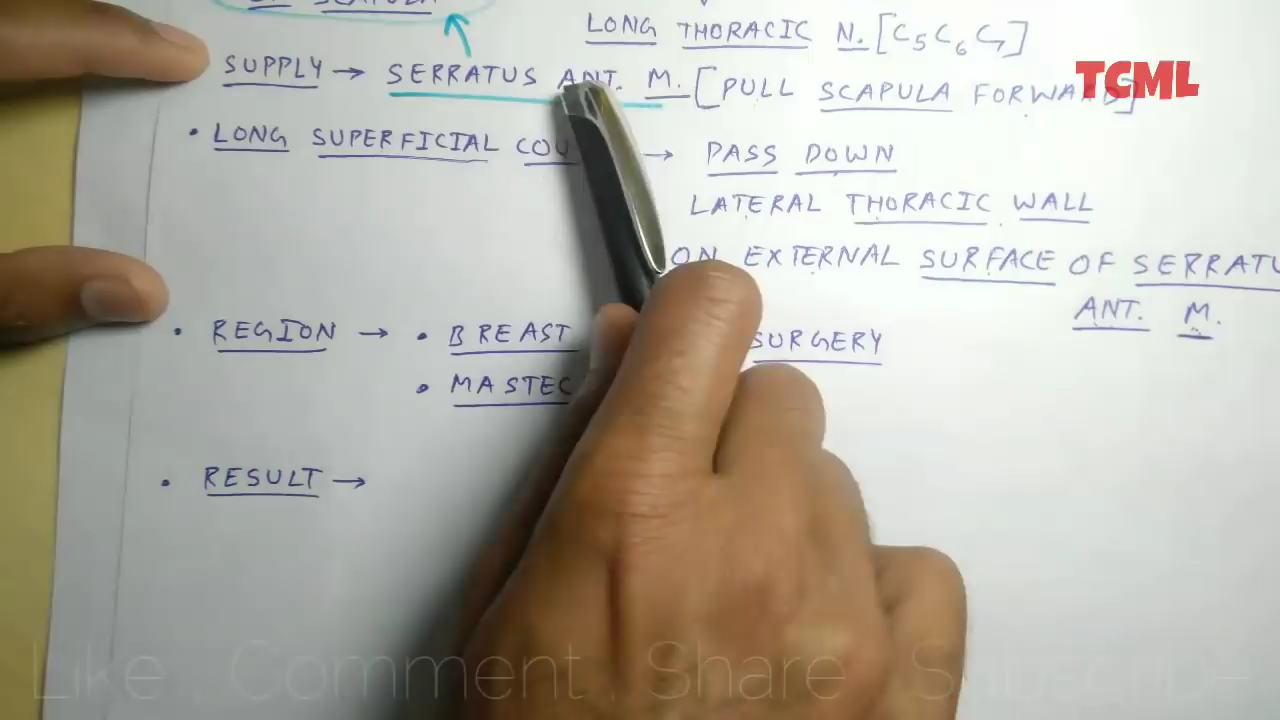 LONG THORACIC N. [C5 C6 C7]
SUPPLY → SERRATUS ANT. M. [PULL SCAPULA FORWARD]
TCML
• LONG SUPERFICIAL → PASS DOWN
LATERAL THORACIC WALL
ON EXTERNAL SURFACE OF SERRATU
ANT. M.
• REGION → • BREAST SURGERY
• MASTEC
• RESULT →
Like , Comment , Share ,